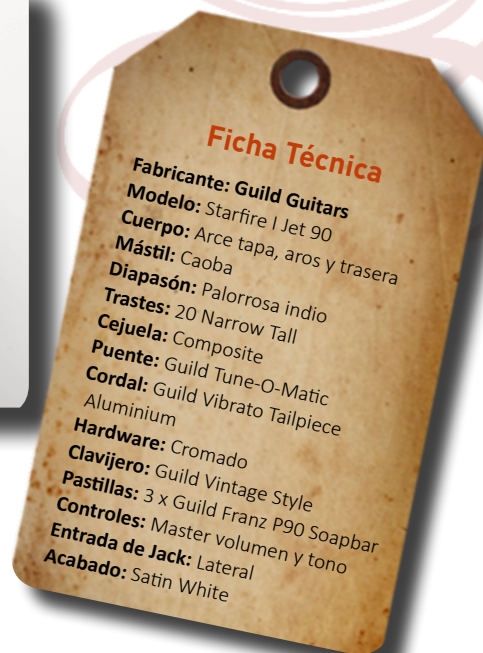 Ficha Técnica
Fabricante: Guild Guitars
Modelo: Starfire I Jet 90
Cuerpo: Arce tapa, aros y trasera
Mástil: Caoba
Diapasón: Palorrosa indio
Trastes: 20 Narrow Tall
Cejuela: Composite
Puente: Guild Tune-O-Matic
Cordal: Guild Vibrato Tailpiece
Aluminium
Hardware: Cromado
Clavijero: Guild Vintage Style
Pastillas: 3 x Guild Franz P90 Soapbar
Controles: Master volumen y tono
Entrada de Jack: Lateral
Acabado: Satin White